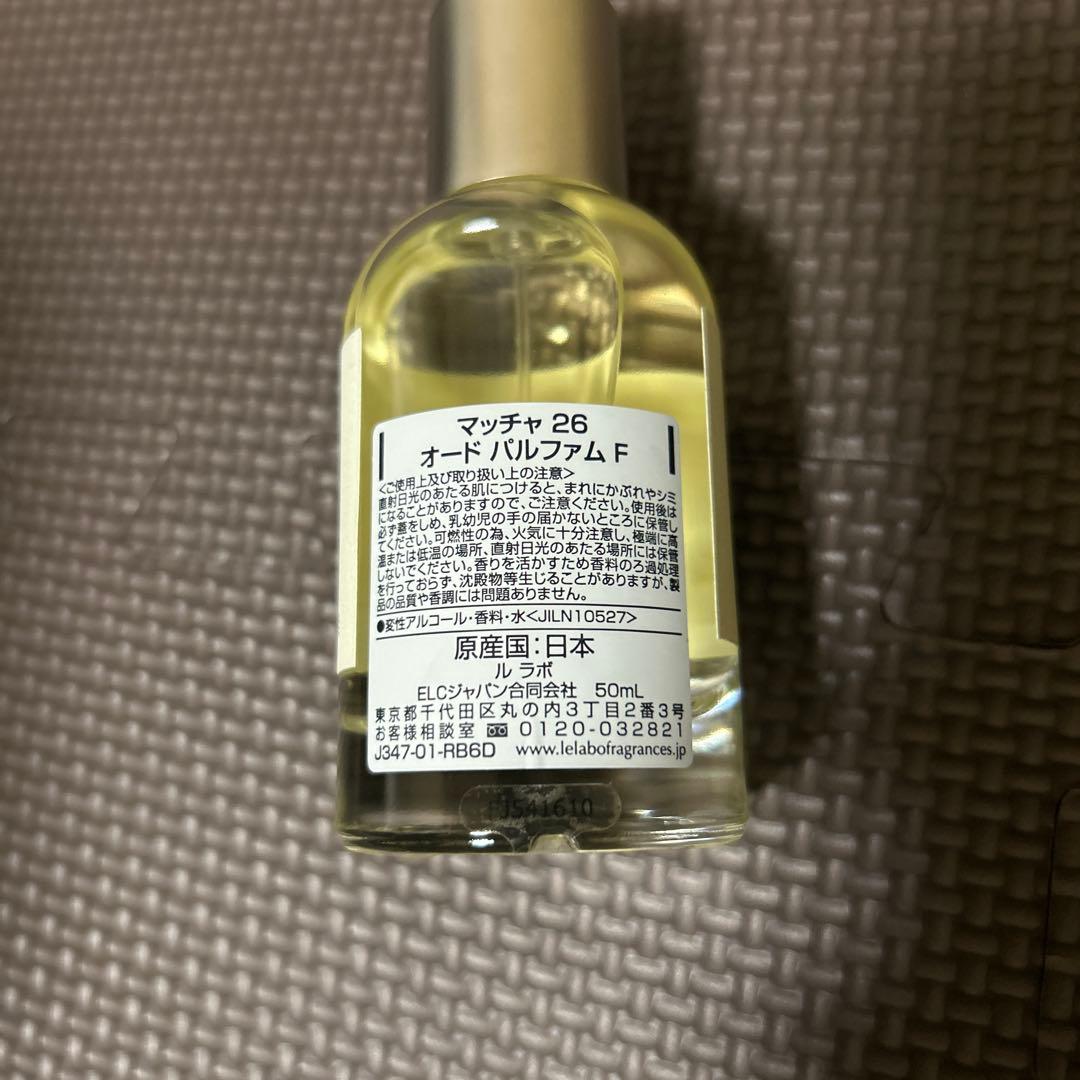 マッチャ 26
オード パルファム F
<ご使用上及び取り扱い上の注意>
直射日光のあたる肌につけると、まれにかぶれやシミ
になることがありますので、ご注意ください。使用後は
必ず蓋をしめ、乳幼児の手の届かないところに保管し
てください。可燃性の為、火気に十分注意し、極端に高
温または低温の場所、直射日光のあたる場所には保管
しないでください。香りを活かすため香料のろ過処理
を行っておらず、沈殿物等生じることがありますが、製
品の品質や香調には問題ありません。
●変性アルコール・香料・水<JILN10527>
原産国:日本
ル ラボ
ELCジャパン合同会社 50mL
東京都千代田区丸の内3丁目2番3号
お客様相談室 0120-032821
J347-01-RB6D www.lelabofragrances.jp